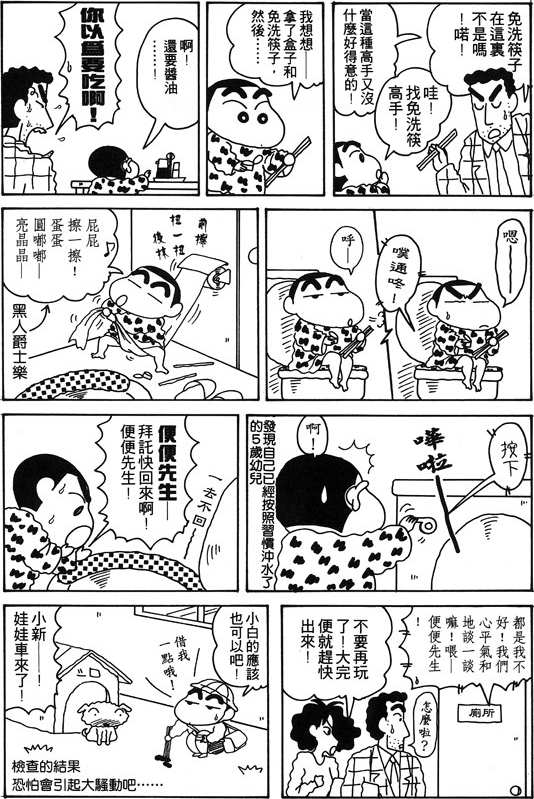 免洗筷子
在這裏
不是嗎
！喏！
哇！
找免洗筷
高手！
當這種高手又沒
什麼好得意的！
我想想──
拿了盒子和
免洗筷子，
然後……
啊！
還要醬油
……！
你以為要吃啊！
嗯──
噗通咚！
呼──
前擦
扭一扭
後擦
屁屁
擦一擦！
蛋蛋
圓嘟嘟──
亮晶晶──
黑人爵士樂
按下
嘩啦
啊！
發現自己已經按照習慣沖水了
的5歲幼兒
一去不回
便便先生──
拜託快回來啊！
便便先生！
都是我不
好！我們
心平氣和
地談一談
嘛！喂──
便便先生
！
廁所
怎麼啦？
不要再玩
了！大完
便就趕快
出來！
小白的應該
也可以吧！
借我
一點哦！
小新──！
娃娃車來了！
檢查的結果
恐怕會引起大騷動吧……